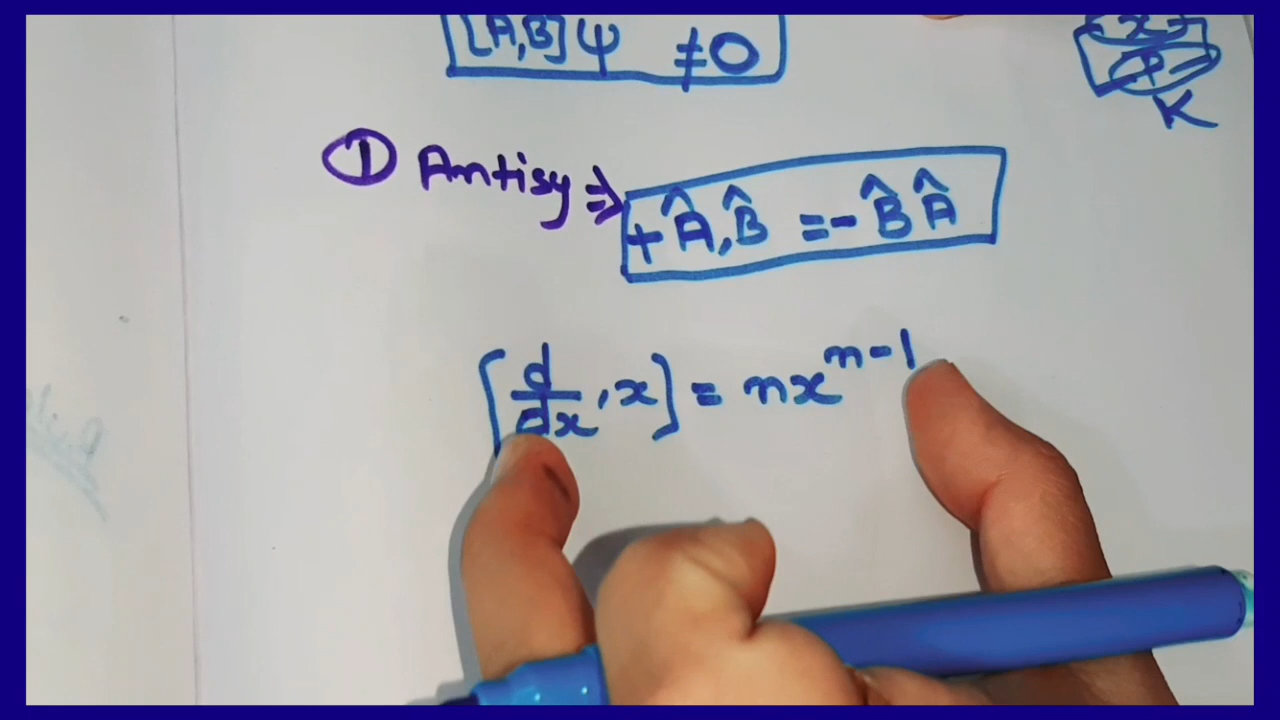 [A,B]ψ ≠0
x
P
K
① Antisy ⇒ +Â,B̂ =- B̂ Â
[d/dx , x] = nx^{n-1}